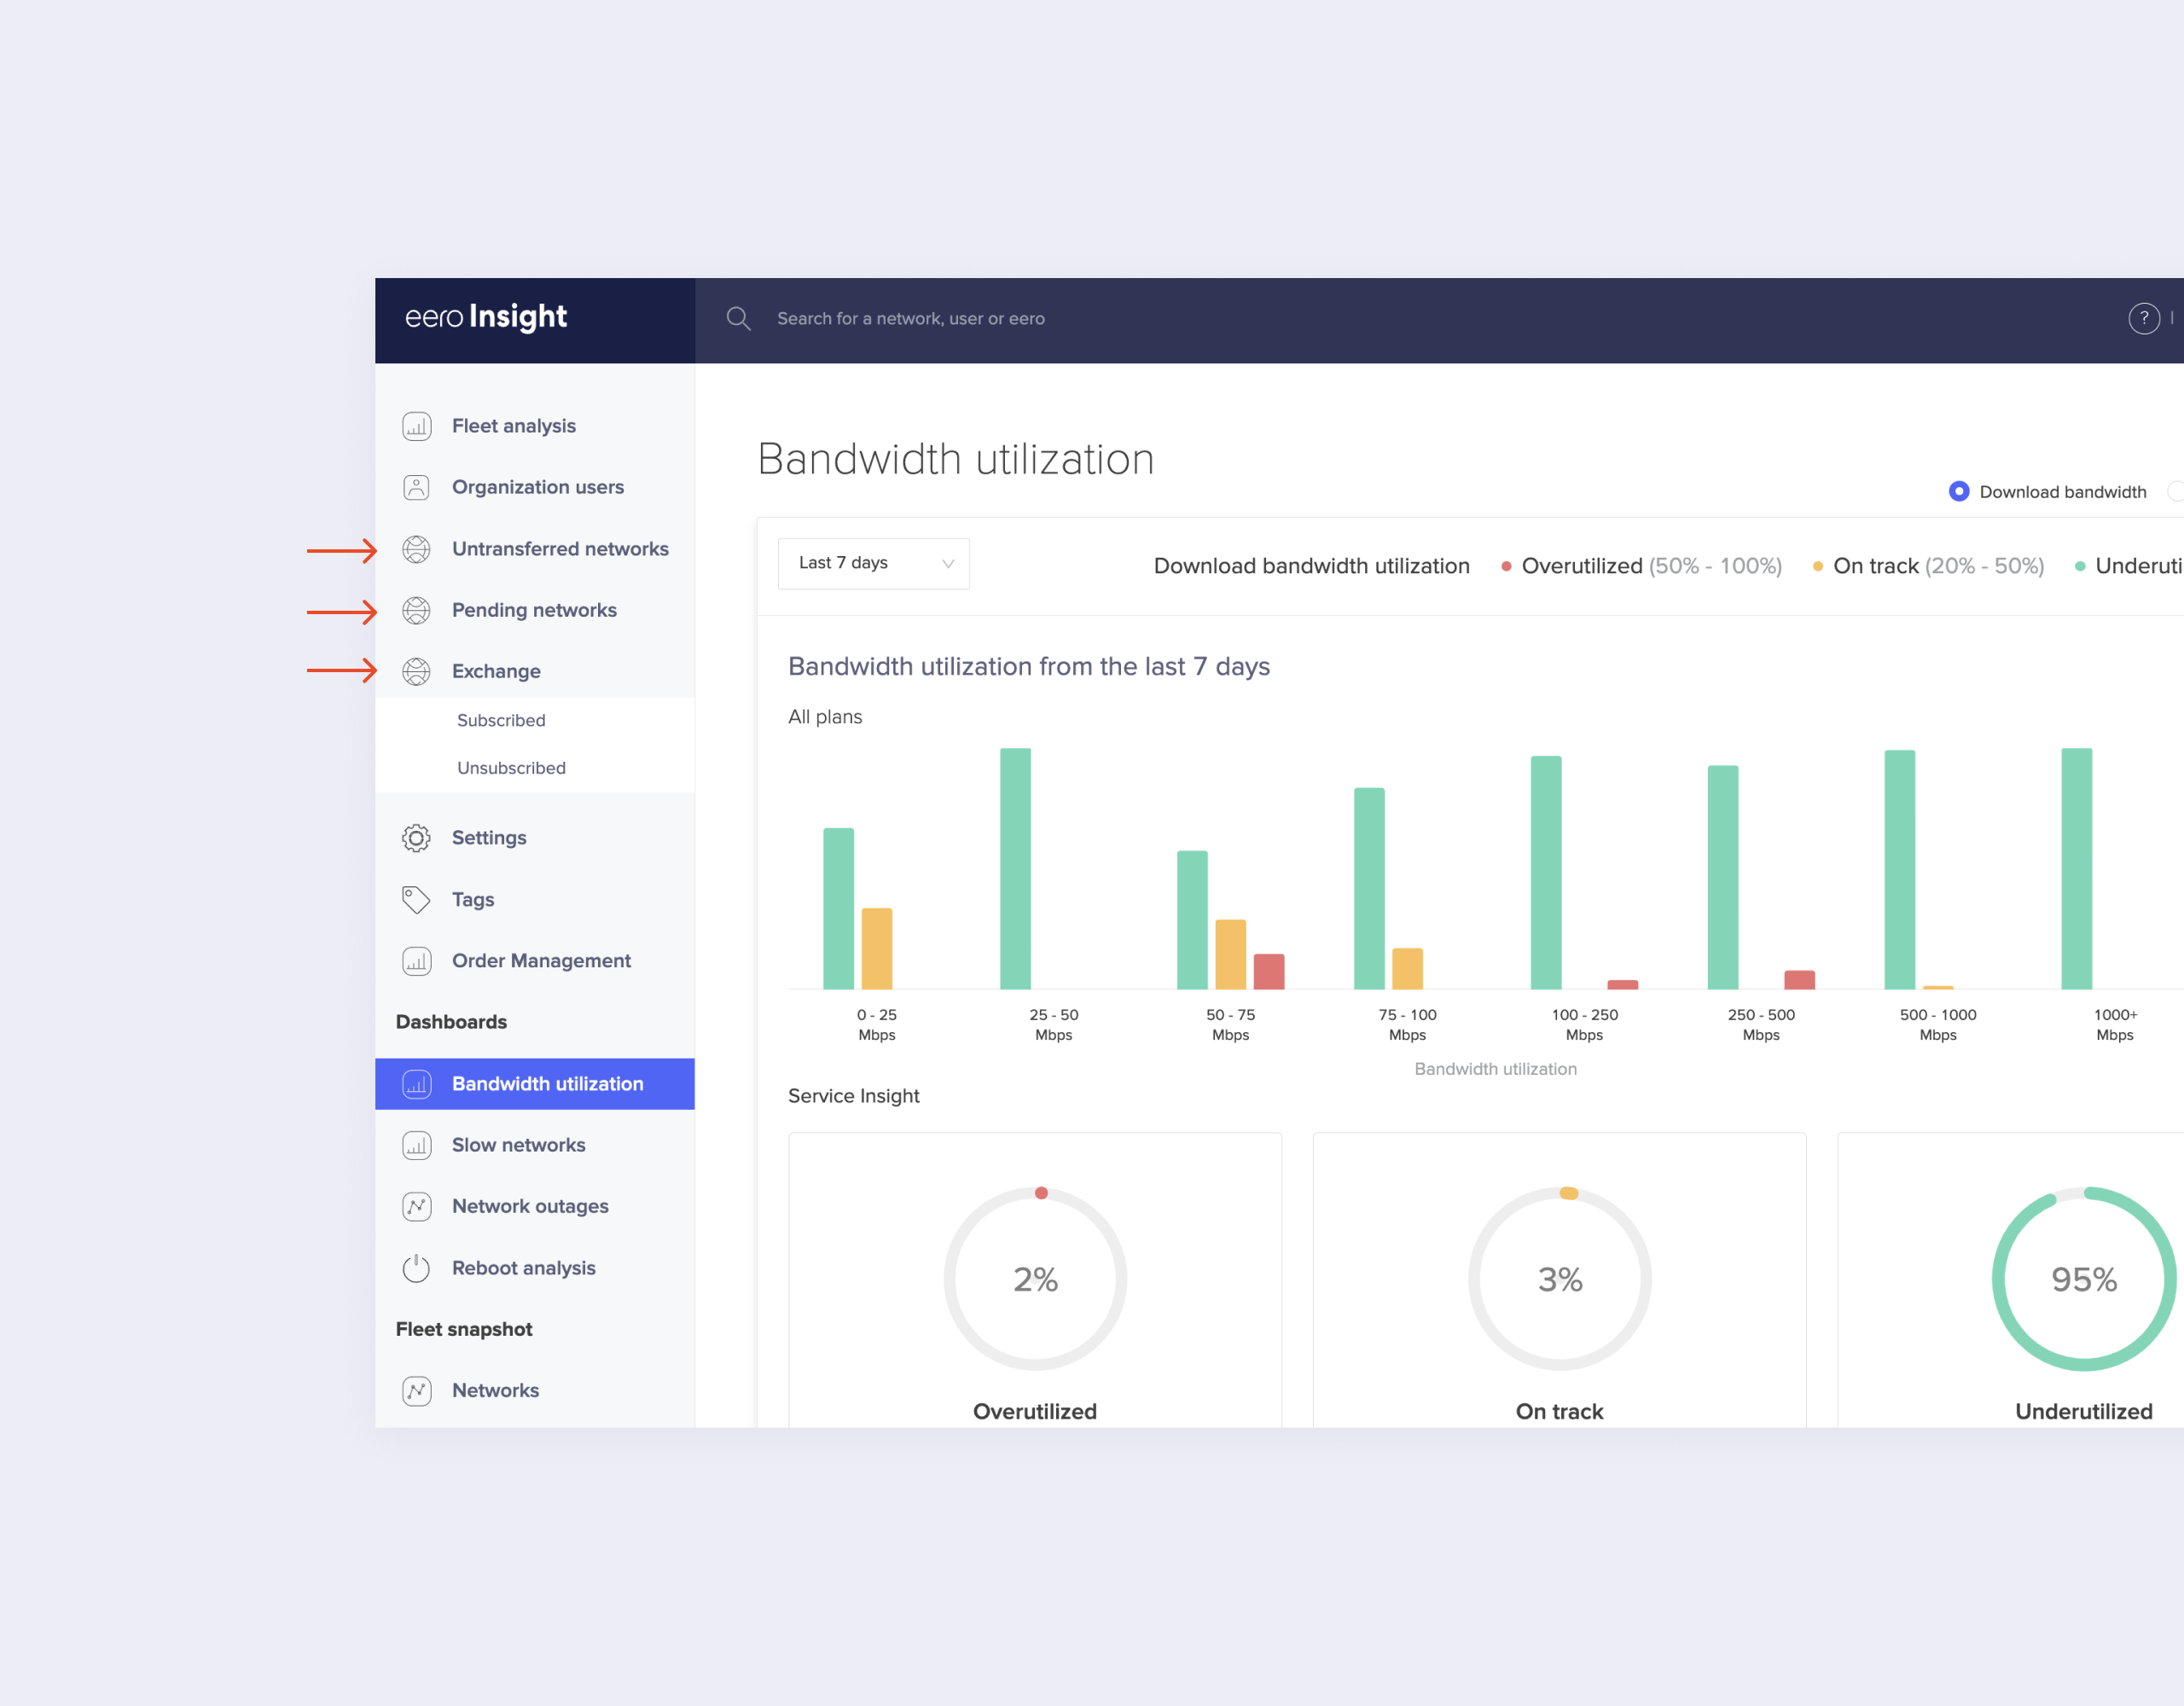 eero Insight
Search for a network, user or eero
?
Fleet analysis
Organization users
Untransferred networks
Pending networks
Exchange
Subscribed
Unsubscribed
Settings
Tags
Order Management
Dashboards
Bandwidth utilization
Slow networks
Network outages
Reboot analysis
Fleet snapshot
Networks
Bandwidth utilization
Download bandwidth
Last 7 days
Download bandwidth utilization
Overutilized (50% - 100%)
On track (20% - 50%)
Underuti
Bandwidth utilization from the last 7 days
All plans
0 - 25
Mbps
25 - 50
Mbps
50 - 75
Mbps
75 - 100
Mbps
100 - 250
Mbps
250 - 500
Mbps
500 - 1000
Mbps
1000+
Mbps
Bandwidth utilization
Service Insight
2%
Overutilized
3%
On track
95%
Underutilized